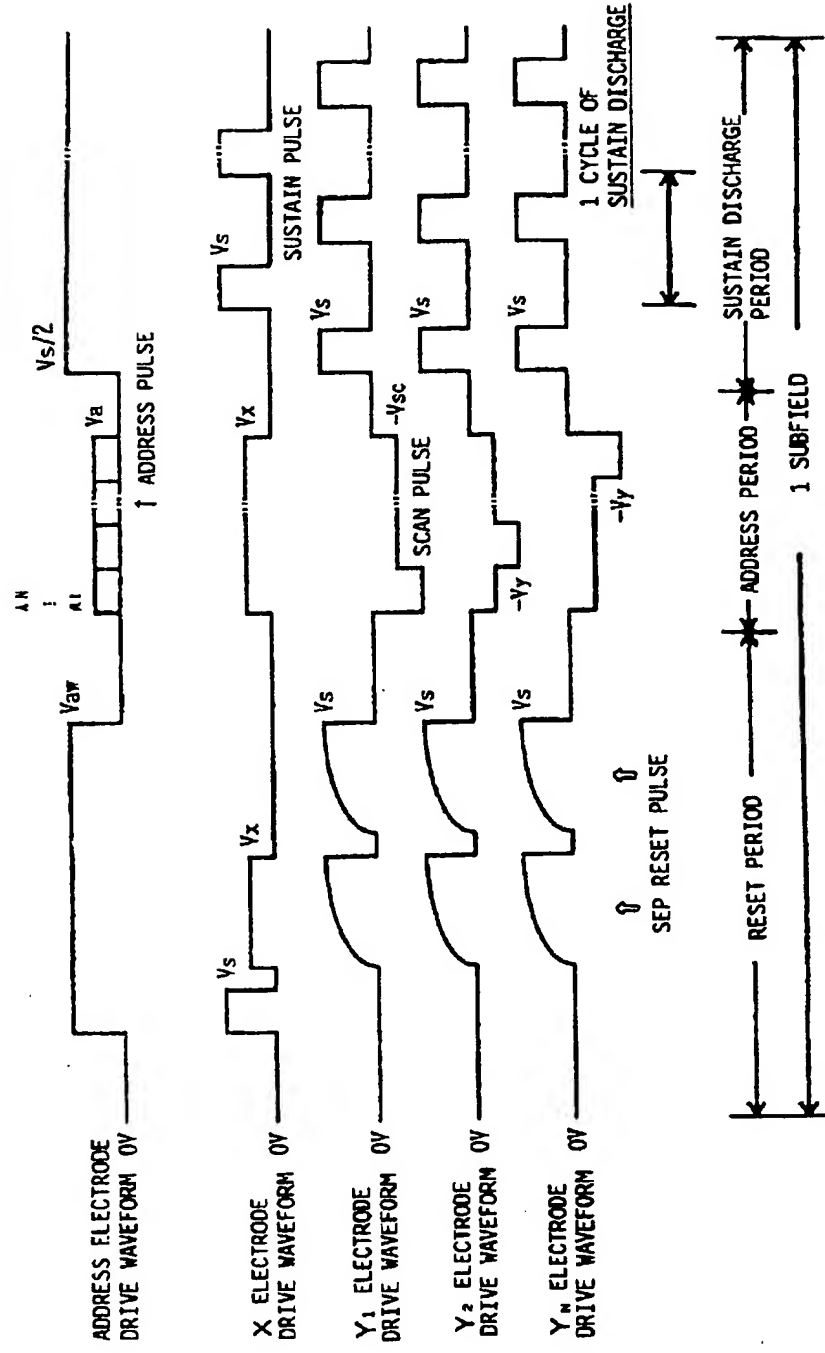 ADDRESS ELECTRODE
DRIVE WAVEFORM 0V
Vaw
AN
⋮
A1
Va
Vs/2
↑ ADDRESS PULSE
X ELECTRODE
DRIVE WAVEFORM 0V
Vs
Vx
Vx
Vs
SUSTAIN PULSE
Y1 ELECTRODE
DRIVE WAVEFORM 0V
Vs
-Vsc
SCAN PULSE
Vs
Y2 ELECTRODE
DRIVE WAVEFORM 0V
Vs
-Vy
Vs
YN ELECTRODE
DRIVE WAVEFORM 0V
Vs
-Vy
Vs
1 CYCLE OF
SUSTAIN DISCHARGE
⇧ ⇧
SEP RESET PULSE
RESET PERIOD
ADDRESS PERIOD
SUSTAIN DISCHARGE
PERIOD
1 SUBFIELD